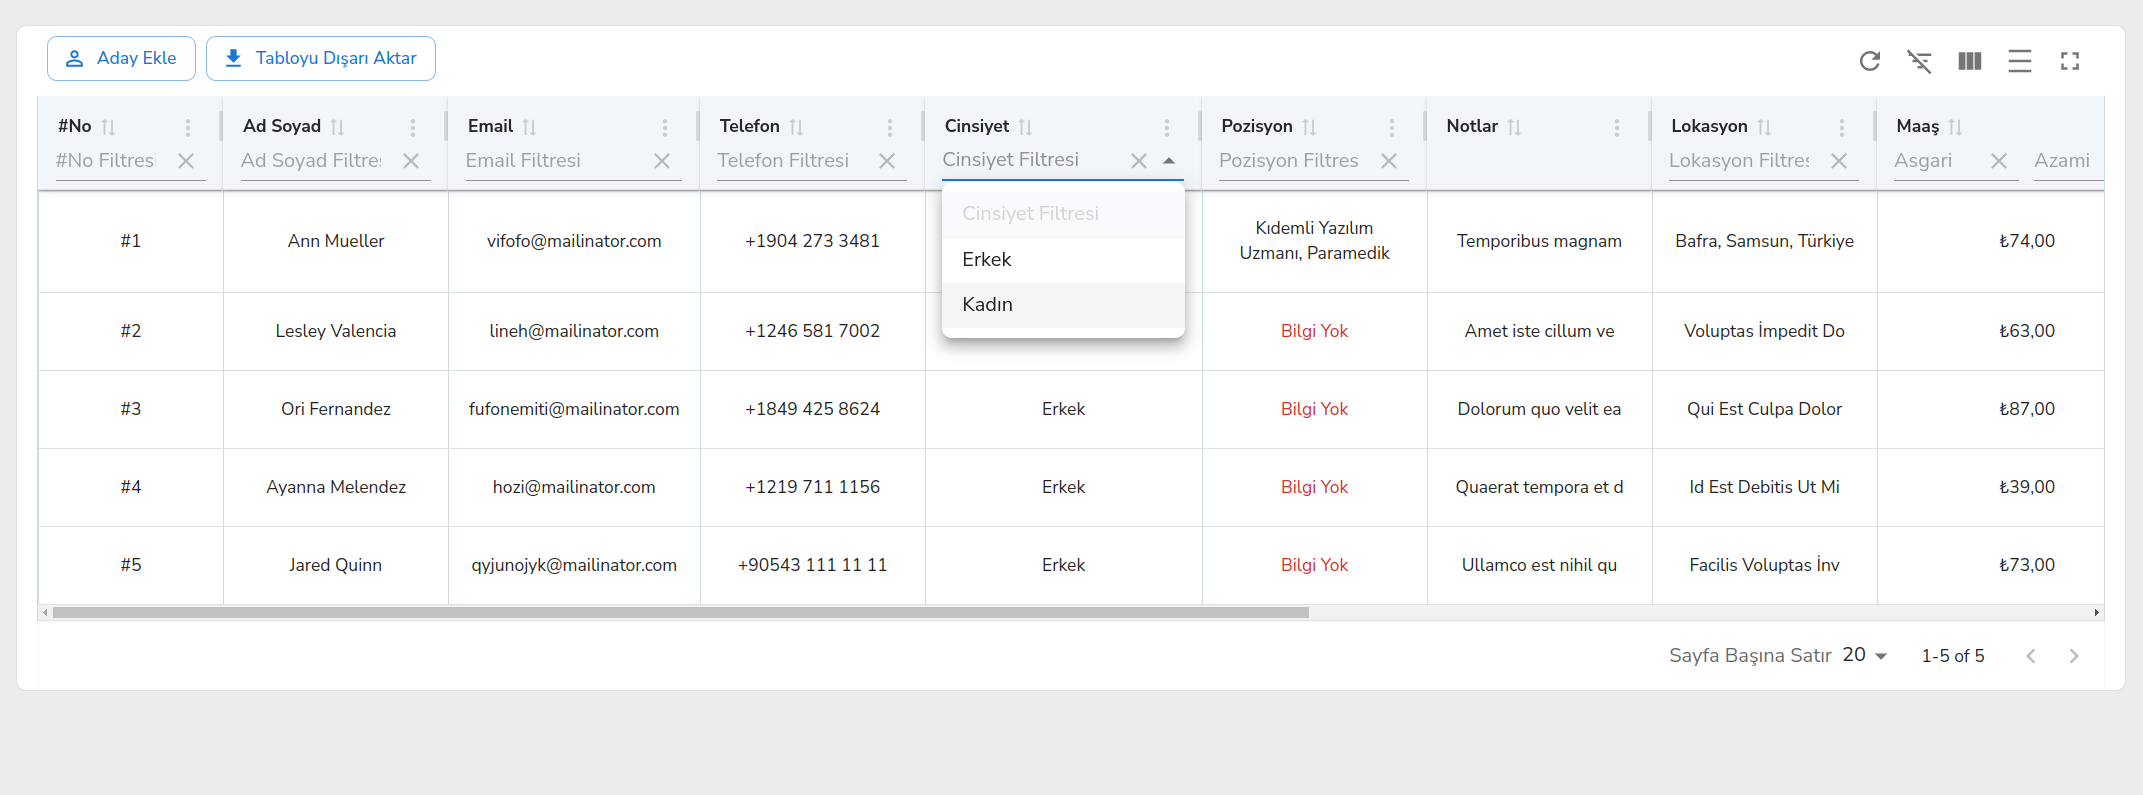 Aday Ekle
Tabloyu Dışarı Aktar
#No
Ad Soyad
Email
Telefon
Cinsiyet
Pozisyon
Notlar
Lokasyon
Maaş
#No Filtresi
Ad Soyad Filtre
Email Filtresi
Telefon Filtresi
Cinsiyet Filtresi
Pozisyon Filtres
Lokasyon Filtre
Asgari
Azami
Cinsiyet Filtresi
Erkek
Kadın
#1
Ann Mueller
vifofo@mailinator.com
+1904 273 3481
Kıdemli Yazılım
Uzmanı, Paramedik
Temporibus magnam
Bafra, Samsun, Türkiye
₺74,00
#2
Lesley Valencia
lineh@mailinator.com
+1246 581 7002
Bilgi Yok
Amet iste cillum ve
Voluptas İmpedit Do
₺63,00
#3
Ori Fernandez
fufonemiti@mailinator.com
+1849 425 8624
Erkek
Bilgi Yok
Dolorum quo velit ea
Qui Est Culpa Dolor
₺87,00
#4
Ayanna Melendez
hozi@mailinator.com
+1219 711 1156
Erkek
Bilgi Yok
Quaerat tempora et d
Id Est Debitis Ut Mi
₺39,00
#5
Jared Quinn
qyjunojyk@mailinator.com
+90543 111 11 11
Erkek
Bilgi Yok
Ullamco est nihil qu
Facilis Voluptas İnv
₺73,00
Sayfa Başına Satır 20
1-5 of 5